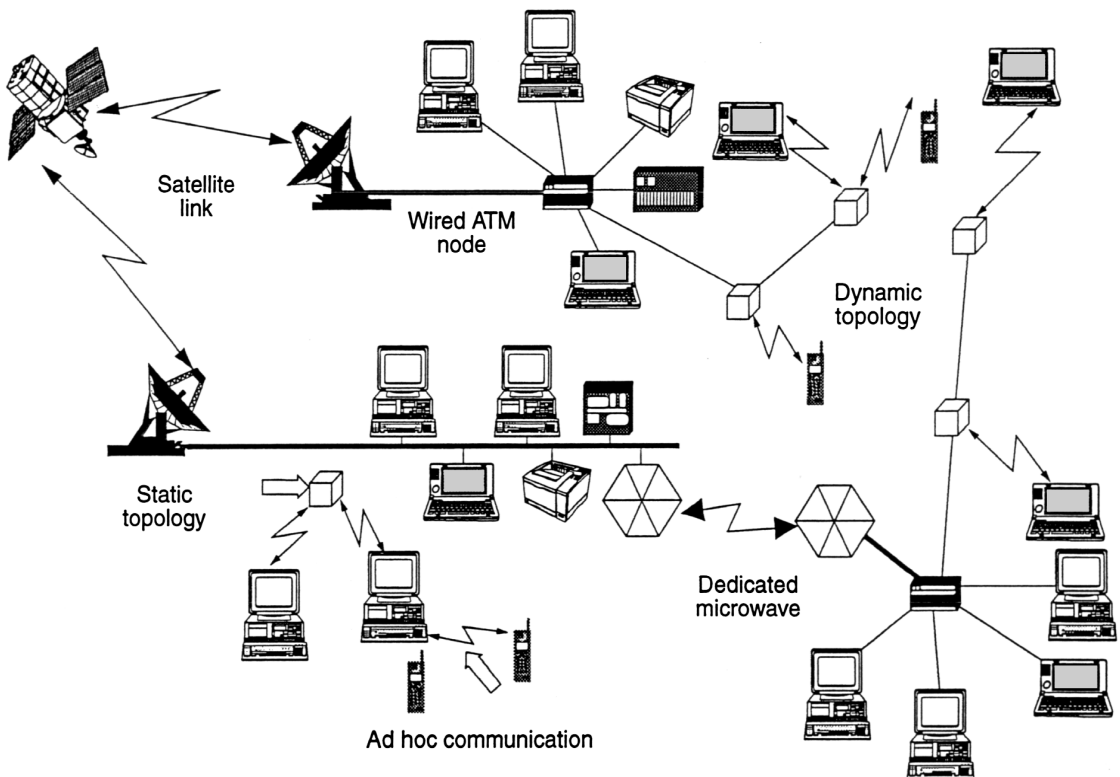 Satellite
link
Wired ATM
node
Dynamic
topology
Static
topology
Dedicated
microwave
Ad hoc communication